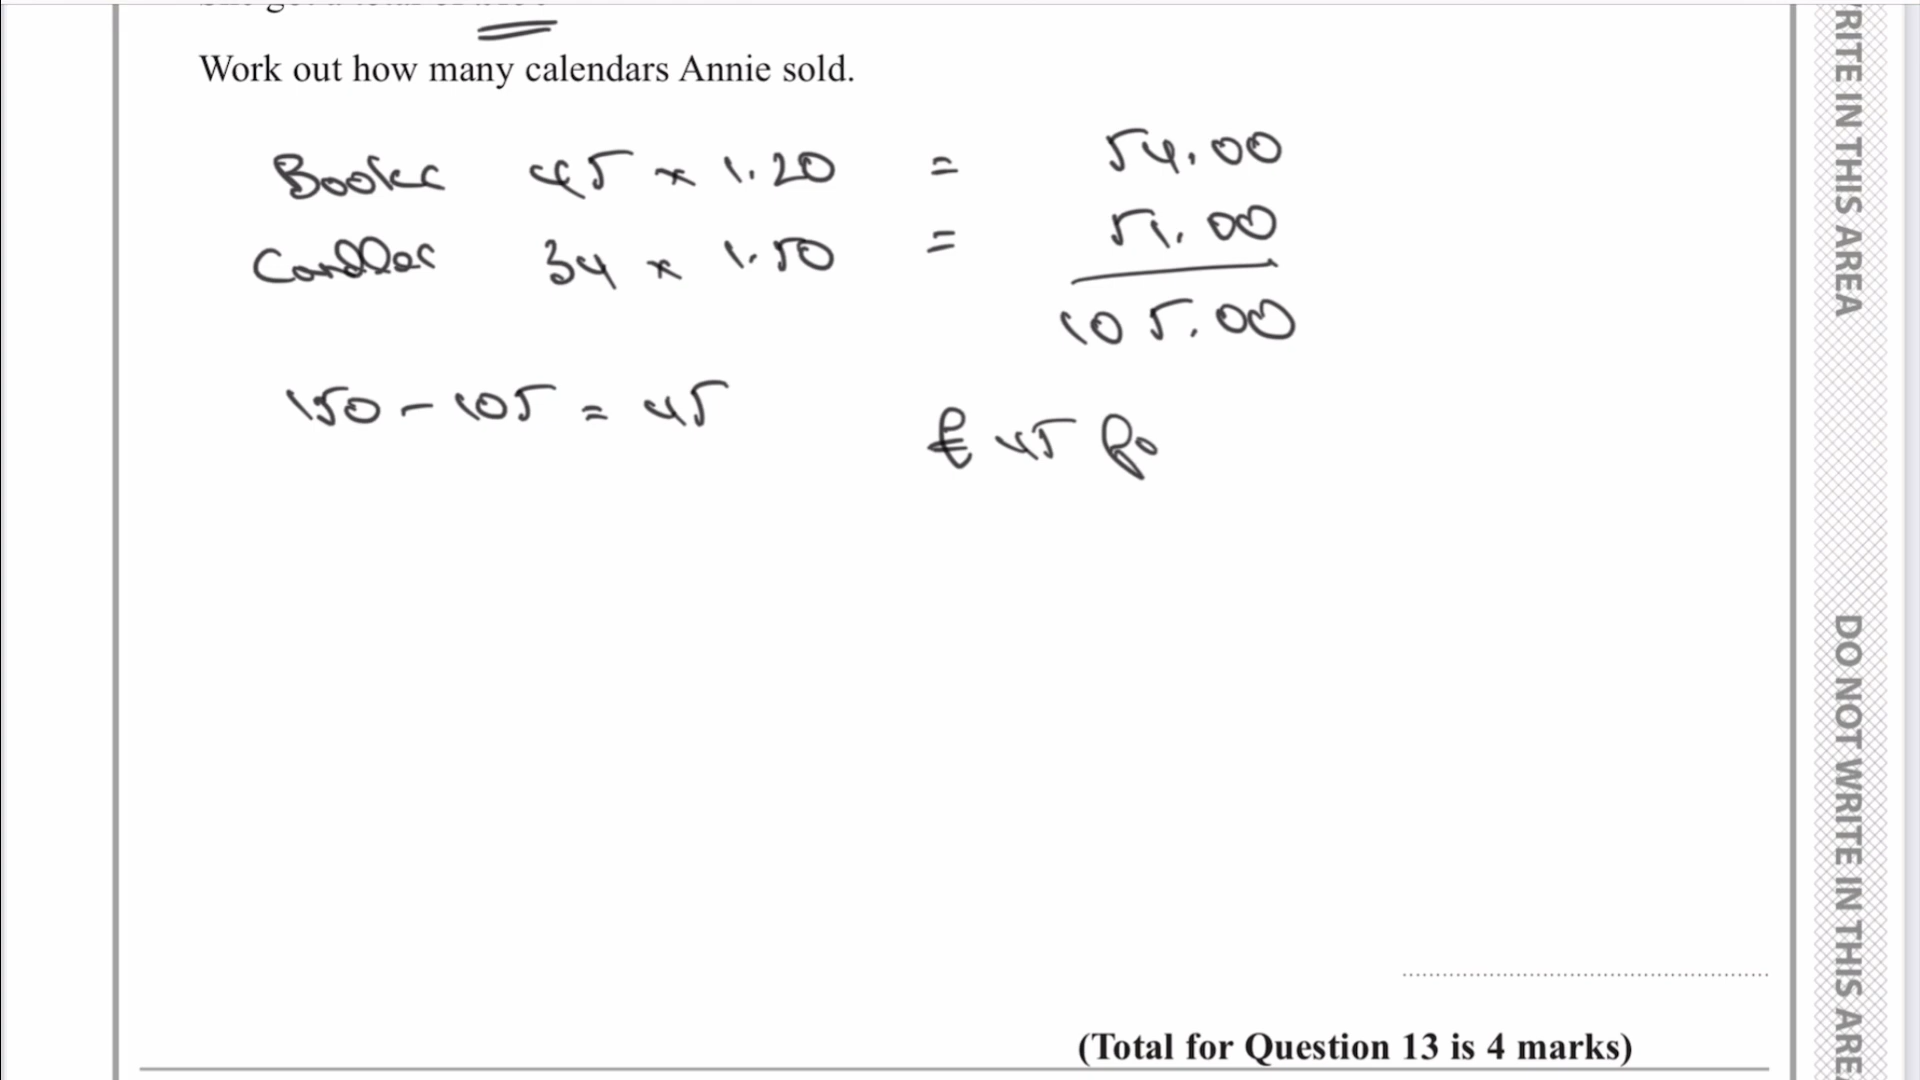 Work out how many calendars Annie sold.
Books 45 × 1.20 = 54.00
Candles 34 × 1.50 = 51.00
105.00
150 - 105 = 45
£ 45 fo
(Total for Question 13 is 4 marks)
RITE IN THIS AREA
DO NOT WRITE IN THIS ARE